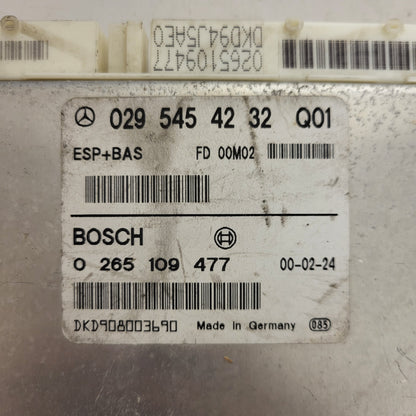 0265109477
DKD94J5AE0
029 545 42 32 Q01
ESP+BAS FD 00M02
BOSCH
0 265 109 477 00-02-24
DKD908003690 Made in Germany 085